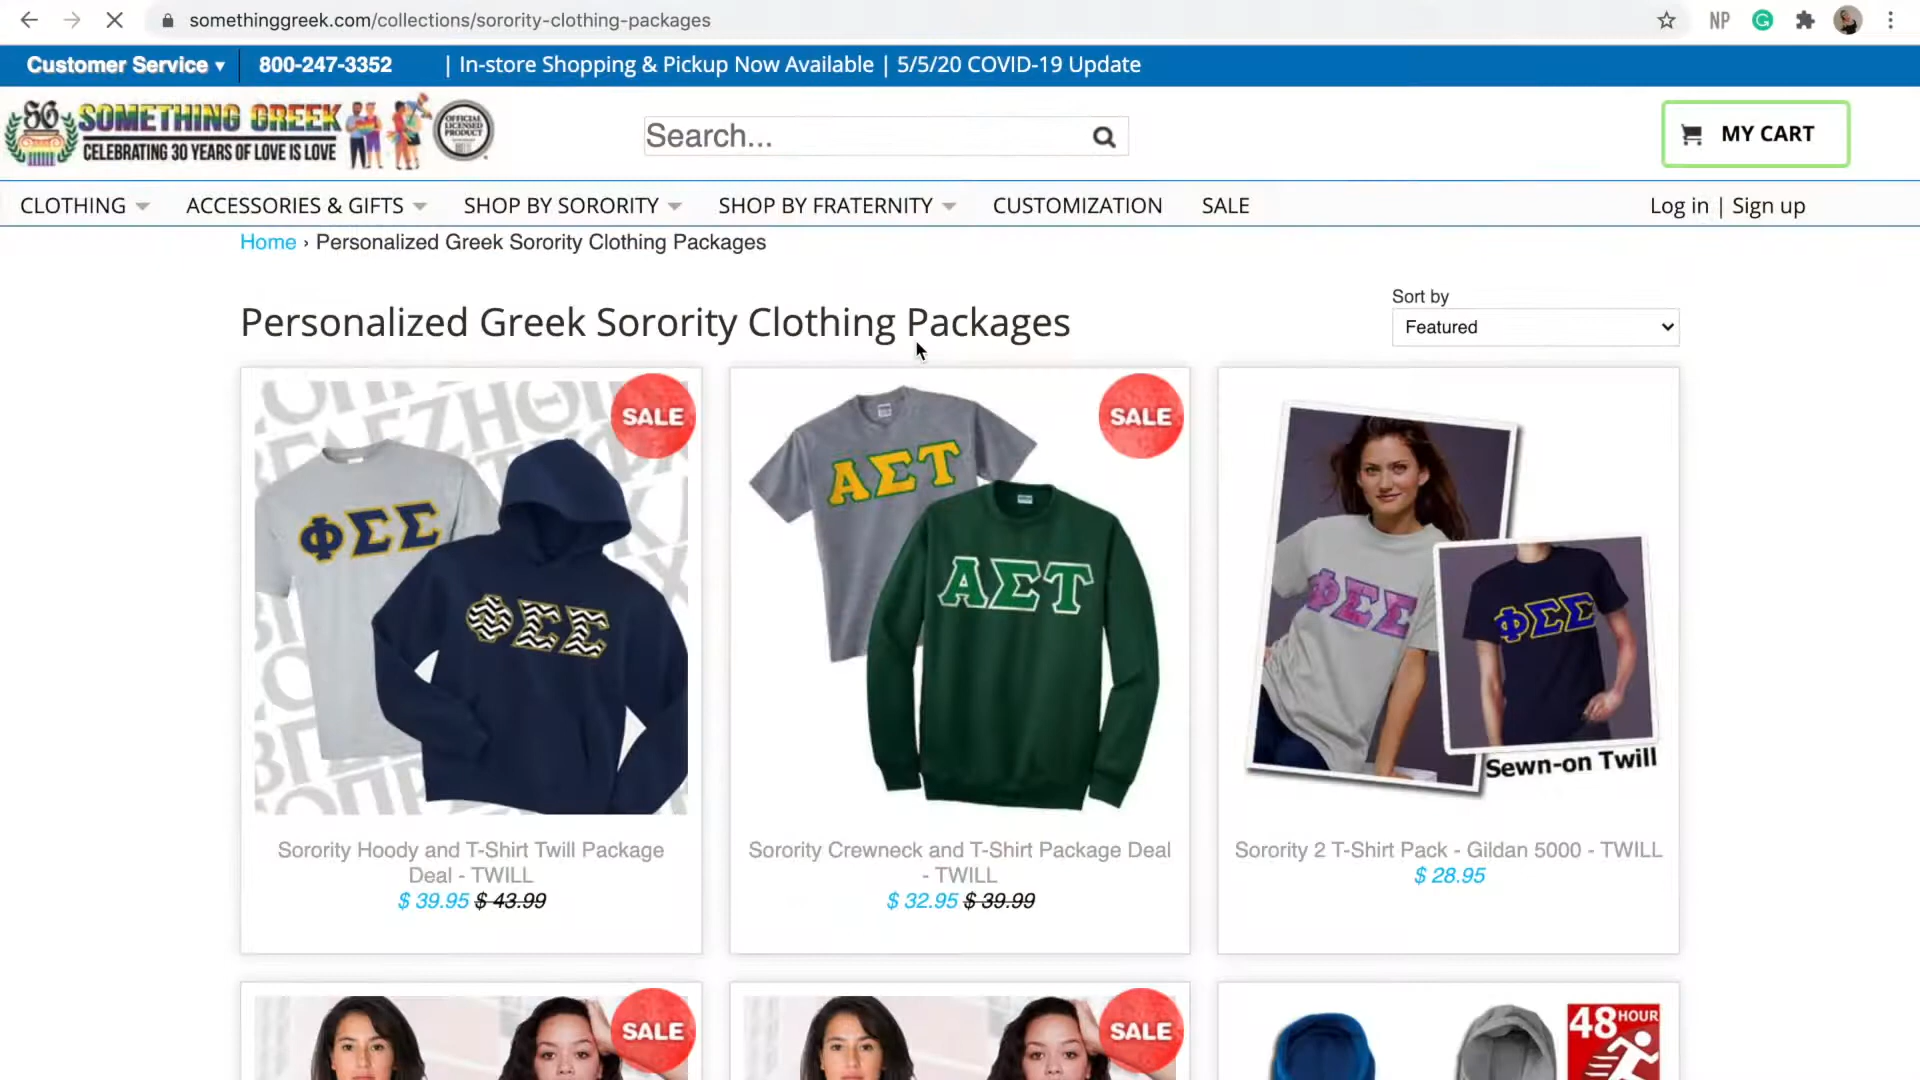 somethinggreek.com/collections/sorority-clothing-packages
NP
Customer Service ▾ 800-247-3352 | In-store Shopping & Pickup Now Available | 5/5/20 COVID-19 Update
SG SOMETHING GREEK
CELEBRATING 30 YEARS OF LOVE IS LOVE
OFFICIAL
LICENSED
PRODUCT
Search...
MY CART
CLOTHING ACCESSORIES & GIFTS SHOP BY SORORITY SHOP BY FRATERNITY CUSTOMIZATION SALE Log in | Sign up
Home › Personalized Greek Sorority Clothing Packages
Personalized Greek Sorority Clothing Packages
Sort by
Featured
SALE
ΦΣΣ
ΦΣΣ
SALE
ΑΣΤ
ΑΣΤ
ΦΣΣ
ΦΣΣ
Sewn-on Twill
Sorority Hoody and T-Shirt Twill Package
Deal - TWILL
$ 39.95 $ 43.99
Sorority Crewneck and T-Shirt Package Deal
- TWILL
$ 32.95 $ 39.99
Sorority 2 T-Shirt Pack - Gildan 5000 - TWILL
$ 28.95
SALE
SALE
48 HOUR